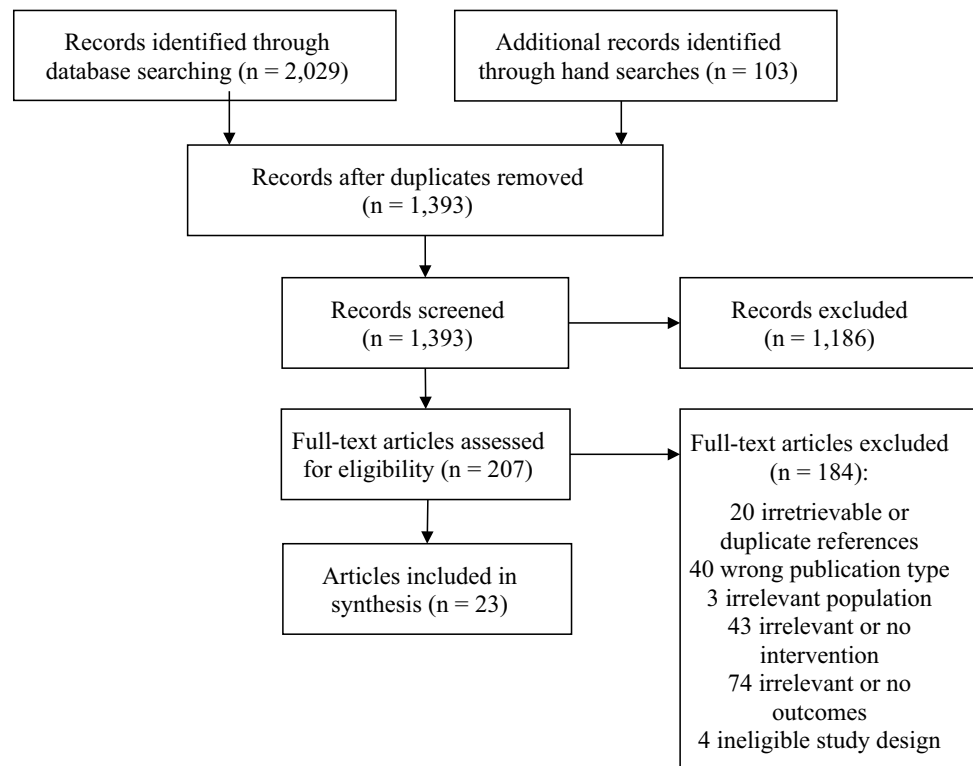 Records identified through
database searching (n = 2,029)
Additional records identified
through hand searches (n = 103)
Records after duplicates removed
(n = 1,393)
Records screened
(n = 1,393)
Records excluded
(n = 1,186)
Full-text articles assessed
for eligibility (n = 207)
Full-text articles excluded
(n = 184):
20 irretrievable or
duplicate references
40 wrong publication type
3 irrelevant population
43 irrelevant or no
intervention
74 irrelevant or no
outcomes
4 ineligible study design
Articles included in
synthesis (n = 23)